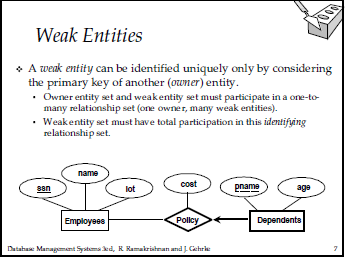 Weak Entities
❖ A weak entity can be identified uniquely only by considering
the primary key of another (owner) entity.
• Owner entity set and weak entity set must participate in a one-to-
many relationship set (one owner, many weak entities).
• Weak entity set must have total participation in this identifying
relationship set.
name
ssn
lot
cost
pname
age
Employees
Policy
Dependents
Database Management Systems 3ed, R. Ramakrishnan and J. Gehrke
7